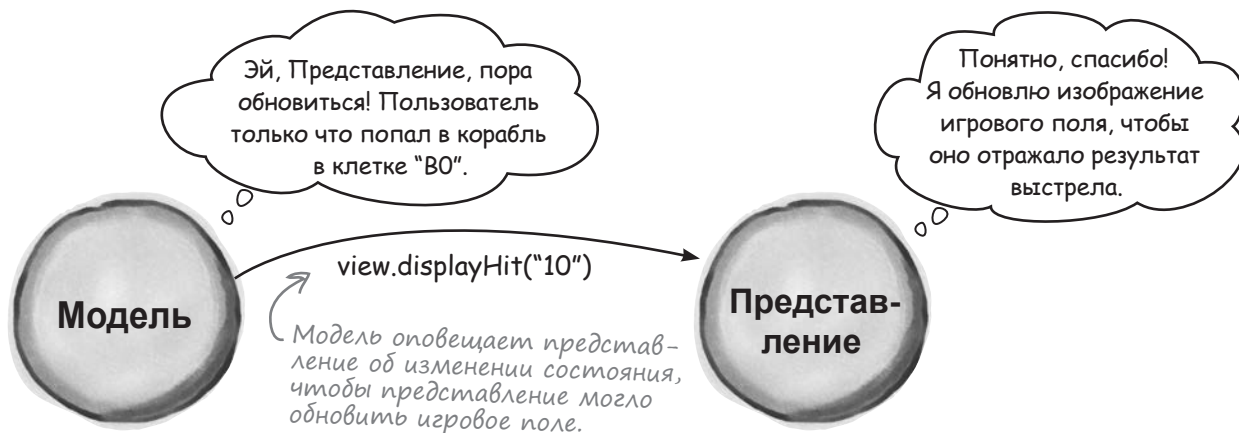 Эй, Представление, пора
обновиться! Пользователь
только что попал в корабль
в клетке “B0”.
Понятно, спасибо!
Я обновлю изображение
игрового поля, чтобы
оно отражало результат
выстрела.
Модель
view.displayHit(“10”)
Модель оповещает представ-
ление об изменении состояния,
чтобы представление могло
обновить игровое поле.
Представ-
ление